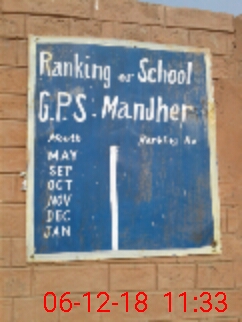 Ranking of School
G.P.S. Mandher
Month Ranking No
MAY
SEP
OCT
NOV
DEC
JAN
06-12-18 11:33